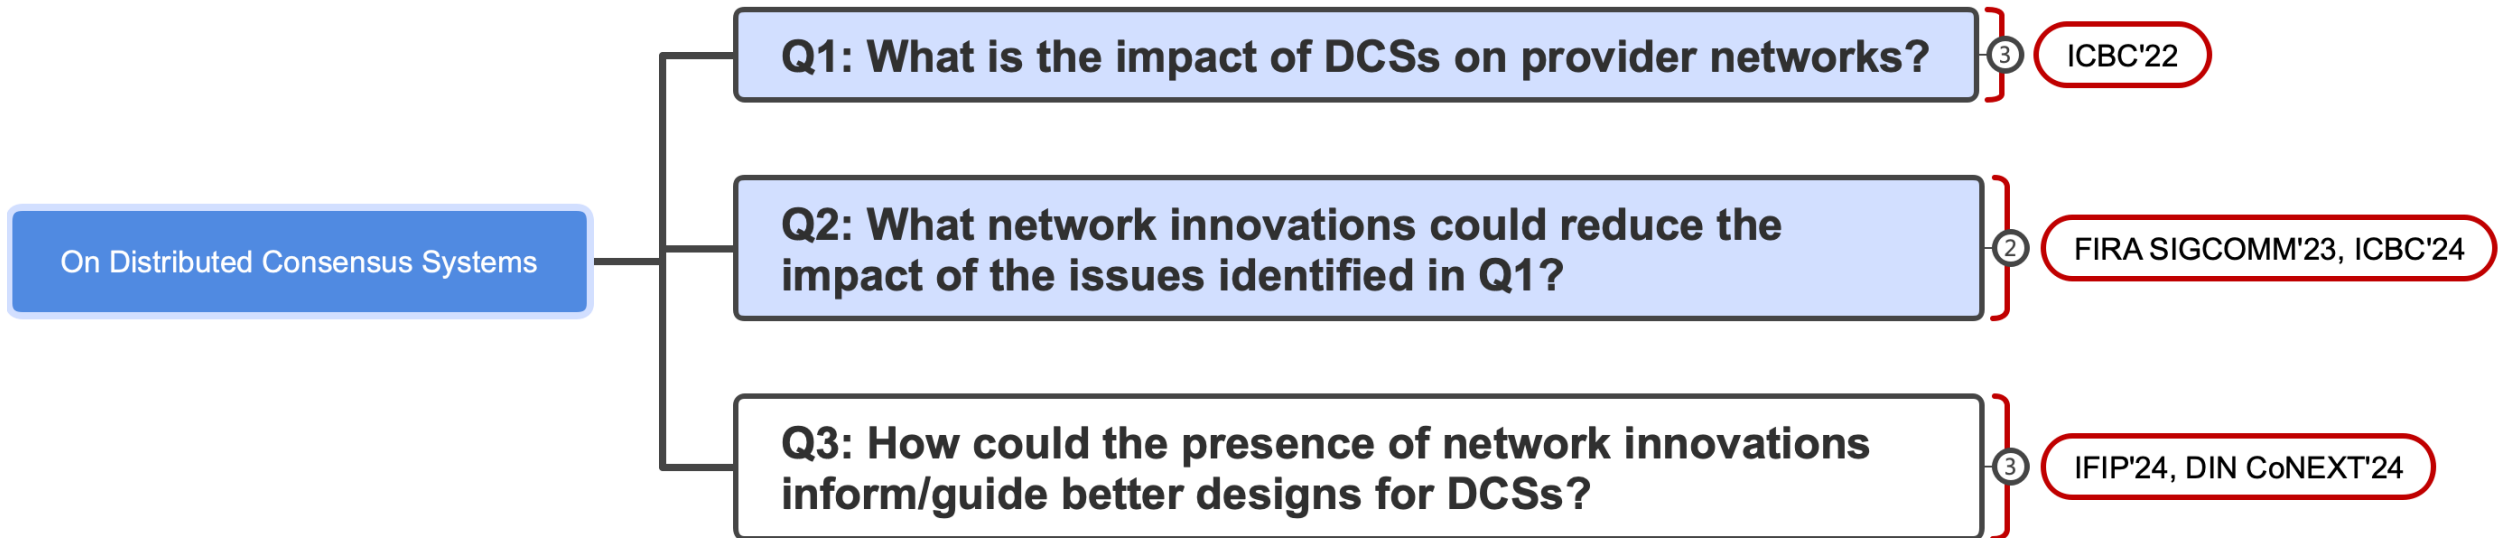 Q1: What is the impact of DCSs on provider networks?
3
ICBC'22
Q2: What network innovations could reduce the
impact of the issues identified in Q1?
2
FIRA SIGCOMM'23, ICBC'24
On Distributed Consensus Systems
Q3: How could the presence of network innovations
inform/guide better designs for DCSs?
3
IFIP'24, DIN CoNEXT'24